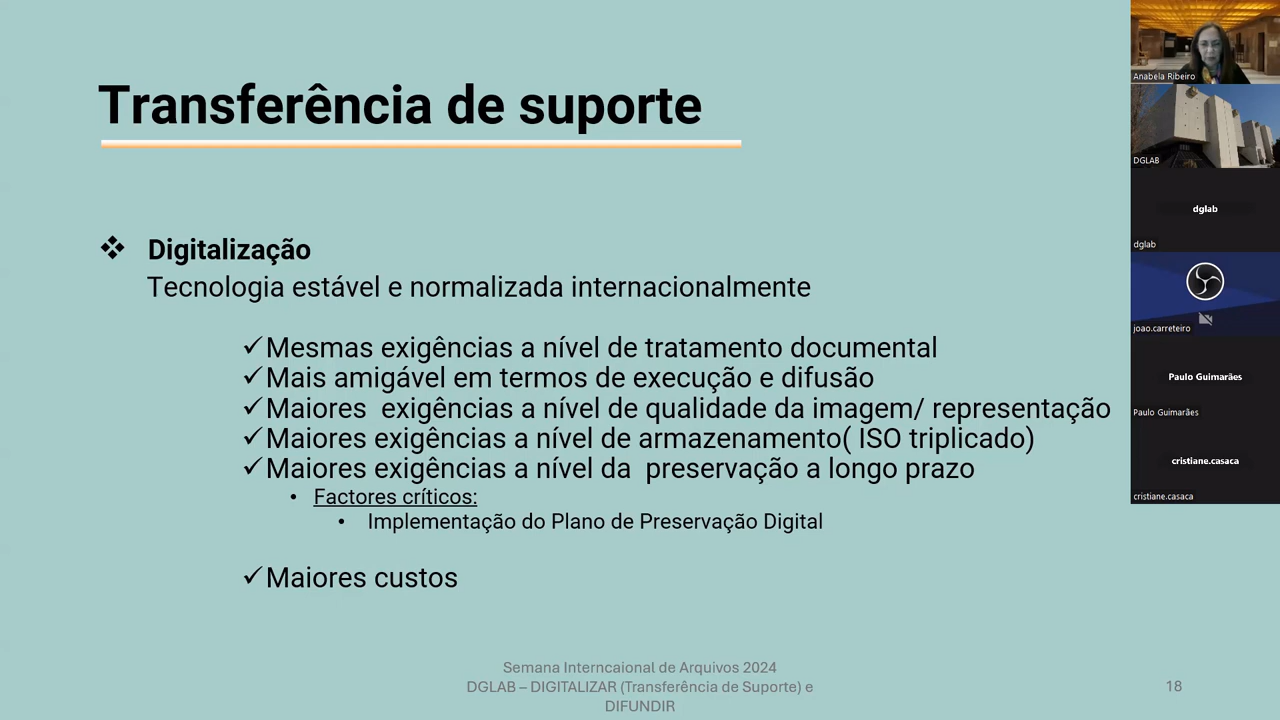 Transferência de suporte
Digitalização
Tecnologia estável e normalizada internacionalmente
Mesmas exigências a nível de tratamento documental
Mais amigável em termos de execução e difusão
Maiores  exigências a nível de qualidade da imagem/ representação
Maiores exigências a nível de armazenamento( ISO triplicado)
Maiores exigências a nível da  preservação a longo prazo
Factores críticos:
Implementação do Plano de Preservação Digital
Maiores custos
Semana Interncaional de Arquivos 2024
DGLAB – DIGITALIZAR (Transferência de Suporte) e
DIFUNDIR
18
Anabela Ribeiro
DGLAB
dglab
dglab
joao.carreteiro
Paulo Guimarães
Paulo Guimarães
cristiane.casaca
cristiane.casaca